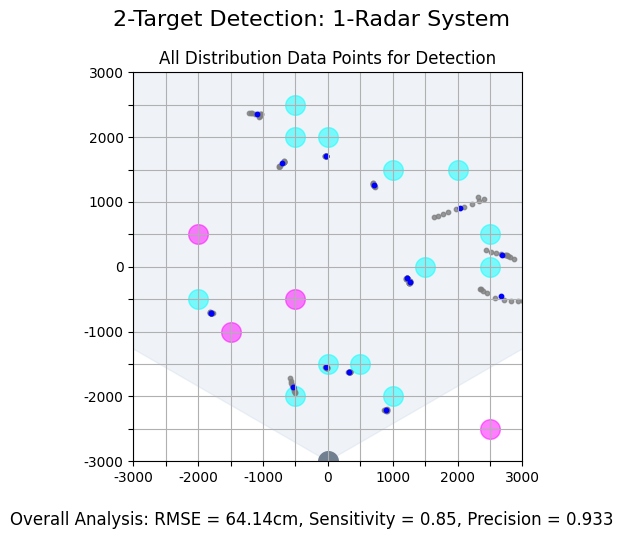 2-Target Detection: 1-Radar System
All Distribution Data Points for Detection
3000
2000
1000
0
-1000
-2000
-3000
-3000 -2000 -1000 0 1000 2000 3000
Overall Analysis: RMSE = 64.14cm, Sensitivity = 0.85, Precision = 0.933